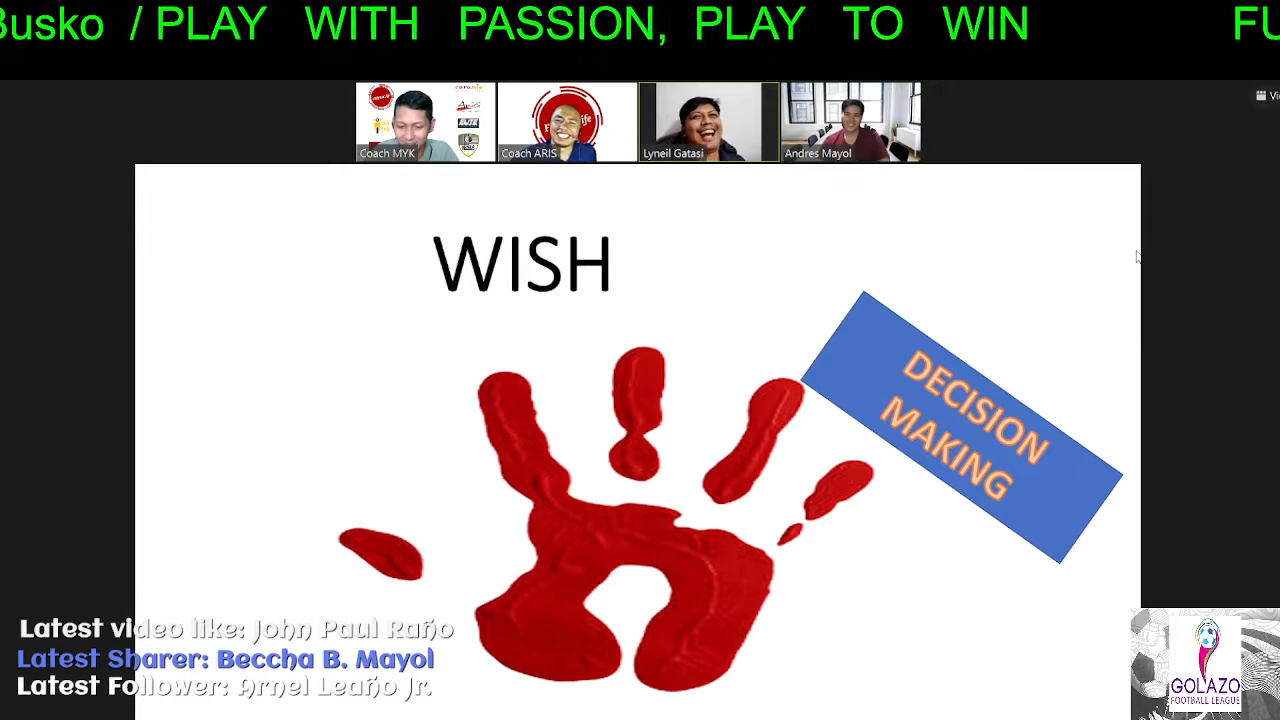 Busko / PLAY WITH PASSION, PLAY TO WIN FU
Coach MYK
Coach ARIS
Lyneil Gatasi
Andres Mayol
WISH
DECISION
MAKING
Latest video like: John Paul Raño
Latest Sharer: Beccha B. Mayol
Latest Follower: Arnel Leaño Jr.
GOLAZO
FOOTBALL LEAGUE